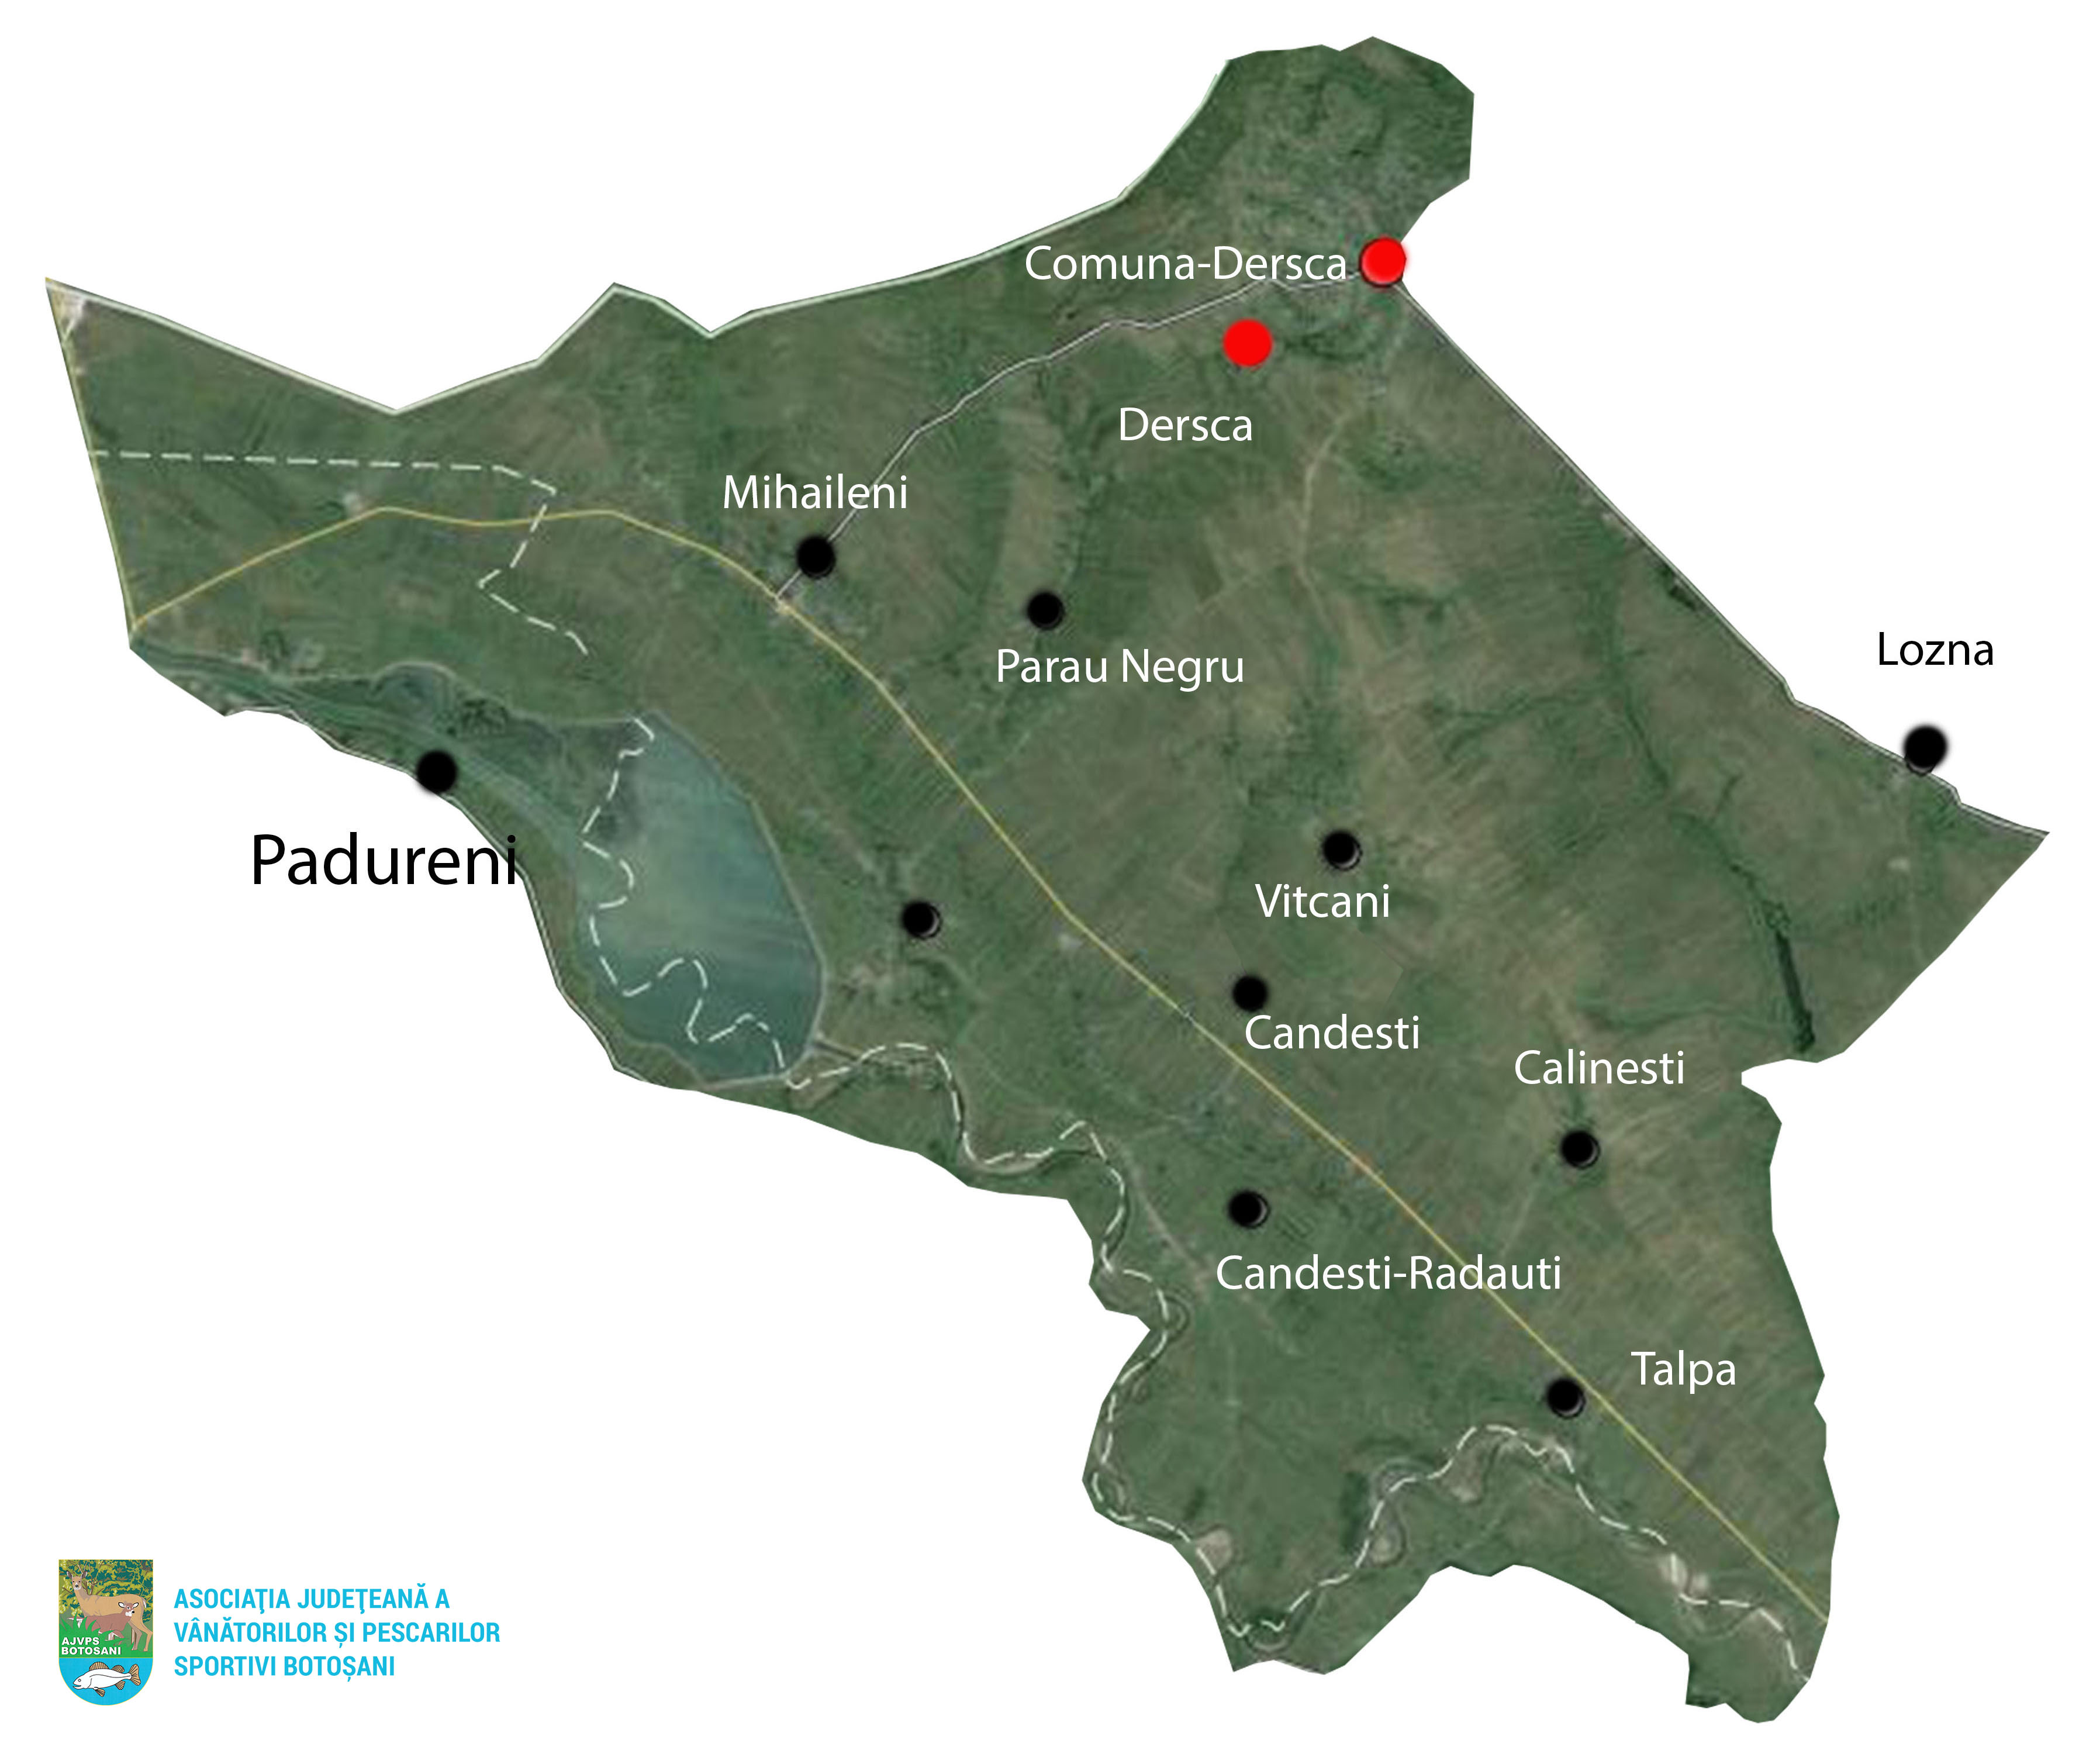 Comuna-Dersca
Dersca
Mihaileni
Parau Negru
Lozna
Padureni
Vitcani
Candesti
Calinesti
Candesti-Radauti
Talpa
AJVPS
BOTOSANI
ASOCIAŢIA JUDEŢEANĂ A
VÂNĂTORILOR ȘI PESCARILOR
SPORTIVI BOTOȘANI